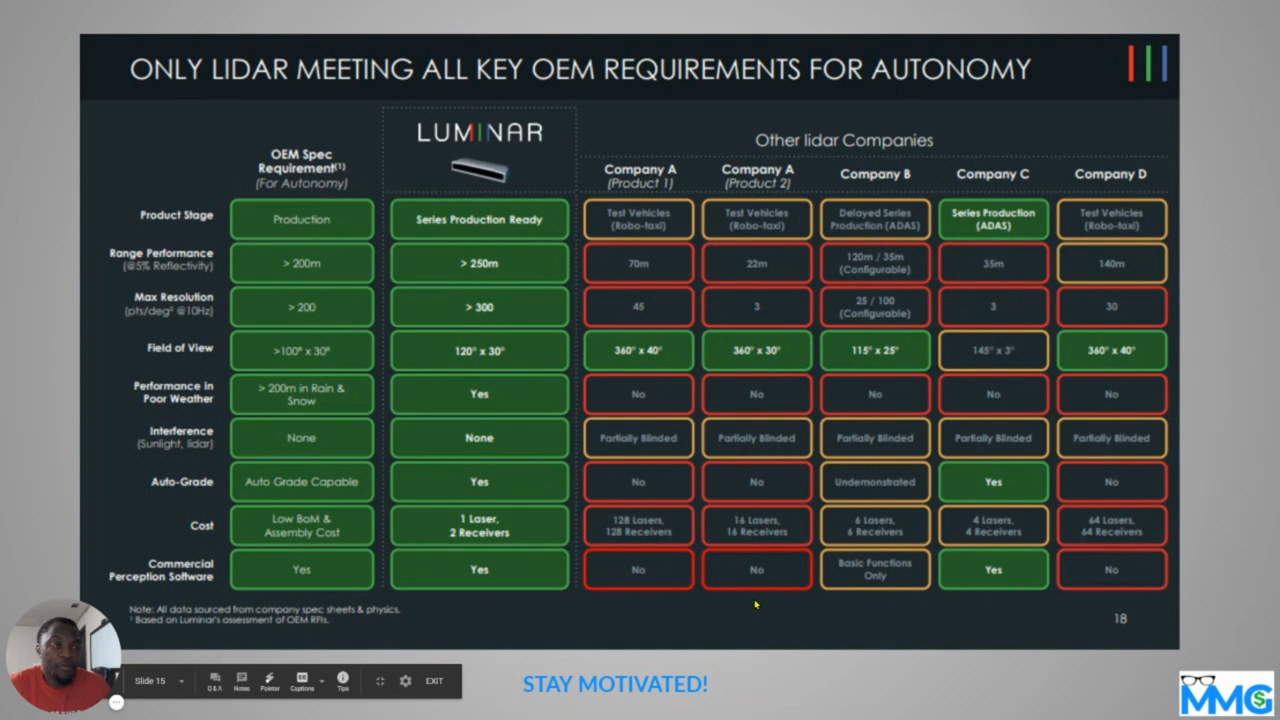 ONLY LIDAR MEETING ALL KEY OEM REQUIREMENTS FOR AUTONOMY
LUMINAR
Other lidar Companies
OEM Spec
Requirement(1)
(For Autonomy)
Company A
(Product 1)
Company A
(Product 2)
Company B
Company C
Company D
Product Stage
Production
Series Production Ready
Test Vehicles
(Robo-taxi)
Test Vehicles
(Robo-taxi)
Delayed Series
Production (ADAS)
Series Production
(ADAS)
Test Vehicles
(Robo-taxi)
Range Performance
(@5% Reflectivity)
> 200m
> 250m
70m
22m
120m / 35m
(Configurable)
35m
140m
Max Resolution
(pts/deg² @10Hz)
> 200
> 300
45
3
25 / 100
(Configurable)
3
30
Field of View
>100° x 30°
120° x 30°
360° x 40°
360° x 30°
115° x 25°
145° x 3°
360° x 40°
Performance in
Poor Weather
> 200m in Rain &
Snow
Yes
No
No
No
No
No
Interference
(Sunlight, lidar)
None
None
Partially Blinded
Partially Blinded
Partially Blinded
Partially Blinded
Partially Blinded
Auto-Grade
Auto Grade Capable
Yes
No
No
Undemonstrated
Yes
No
Cost
Low BoM &
Assembly Cost
1 Laser,
2 Receivers
128 Lasers,
128 Receivers
16 Lasers,
16 Receivers
6 Lasers,
6 Receivers
4 Lasers,
4 Receivers
64 Lasers,
64 Receivers
Commercial
Perception Software
Yes
Yes
No
No
Basic Functions
Only
Yes
No
Note: All data sourced from company spec sheets & physics.
¹ Based on Luminar's assessment of OEM RFIs.
18
Slide 15
Q&A
Notes
Pointer
Captions
Tips
EXIT
STAY MOTIVATED!
MMG